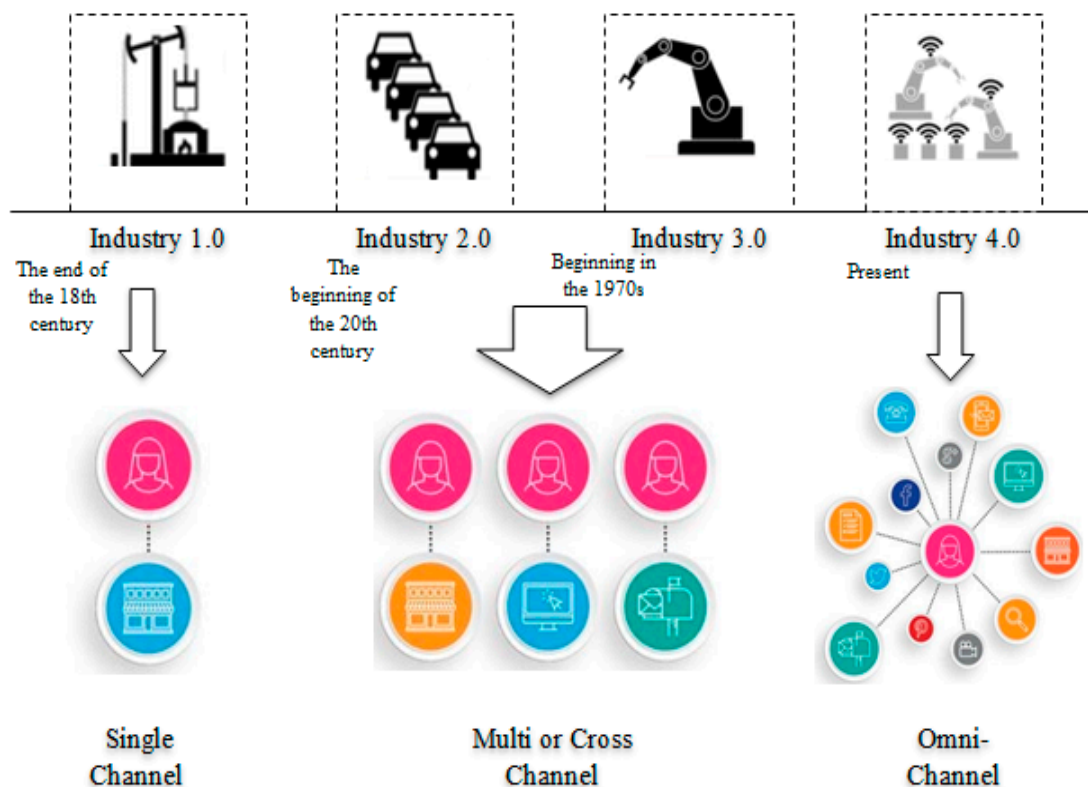 Industry 1.0
Industry 2.0
Industry 3.0
Industry 4.0
The end of
the 18th
century
The
beginning of
the 20th
century
Beginning in
the 1970s
Present
Single
Channel
Multi or Cross
Channel
Omni-
Channel